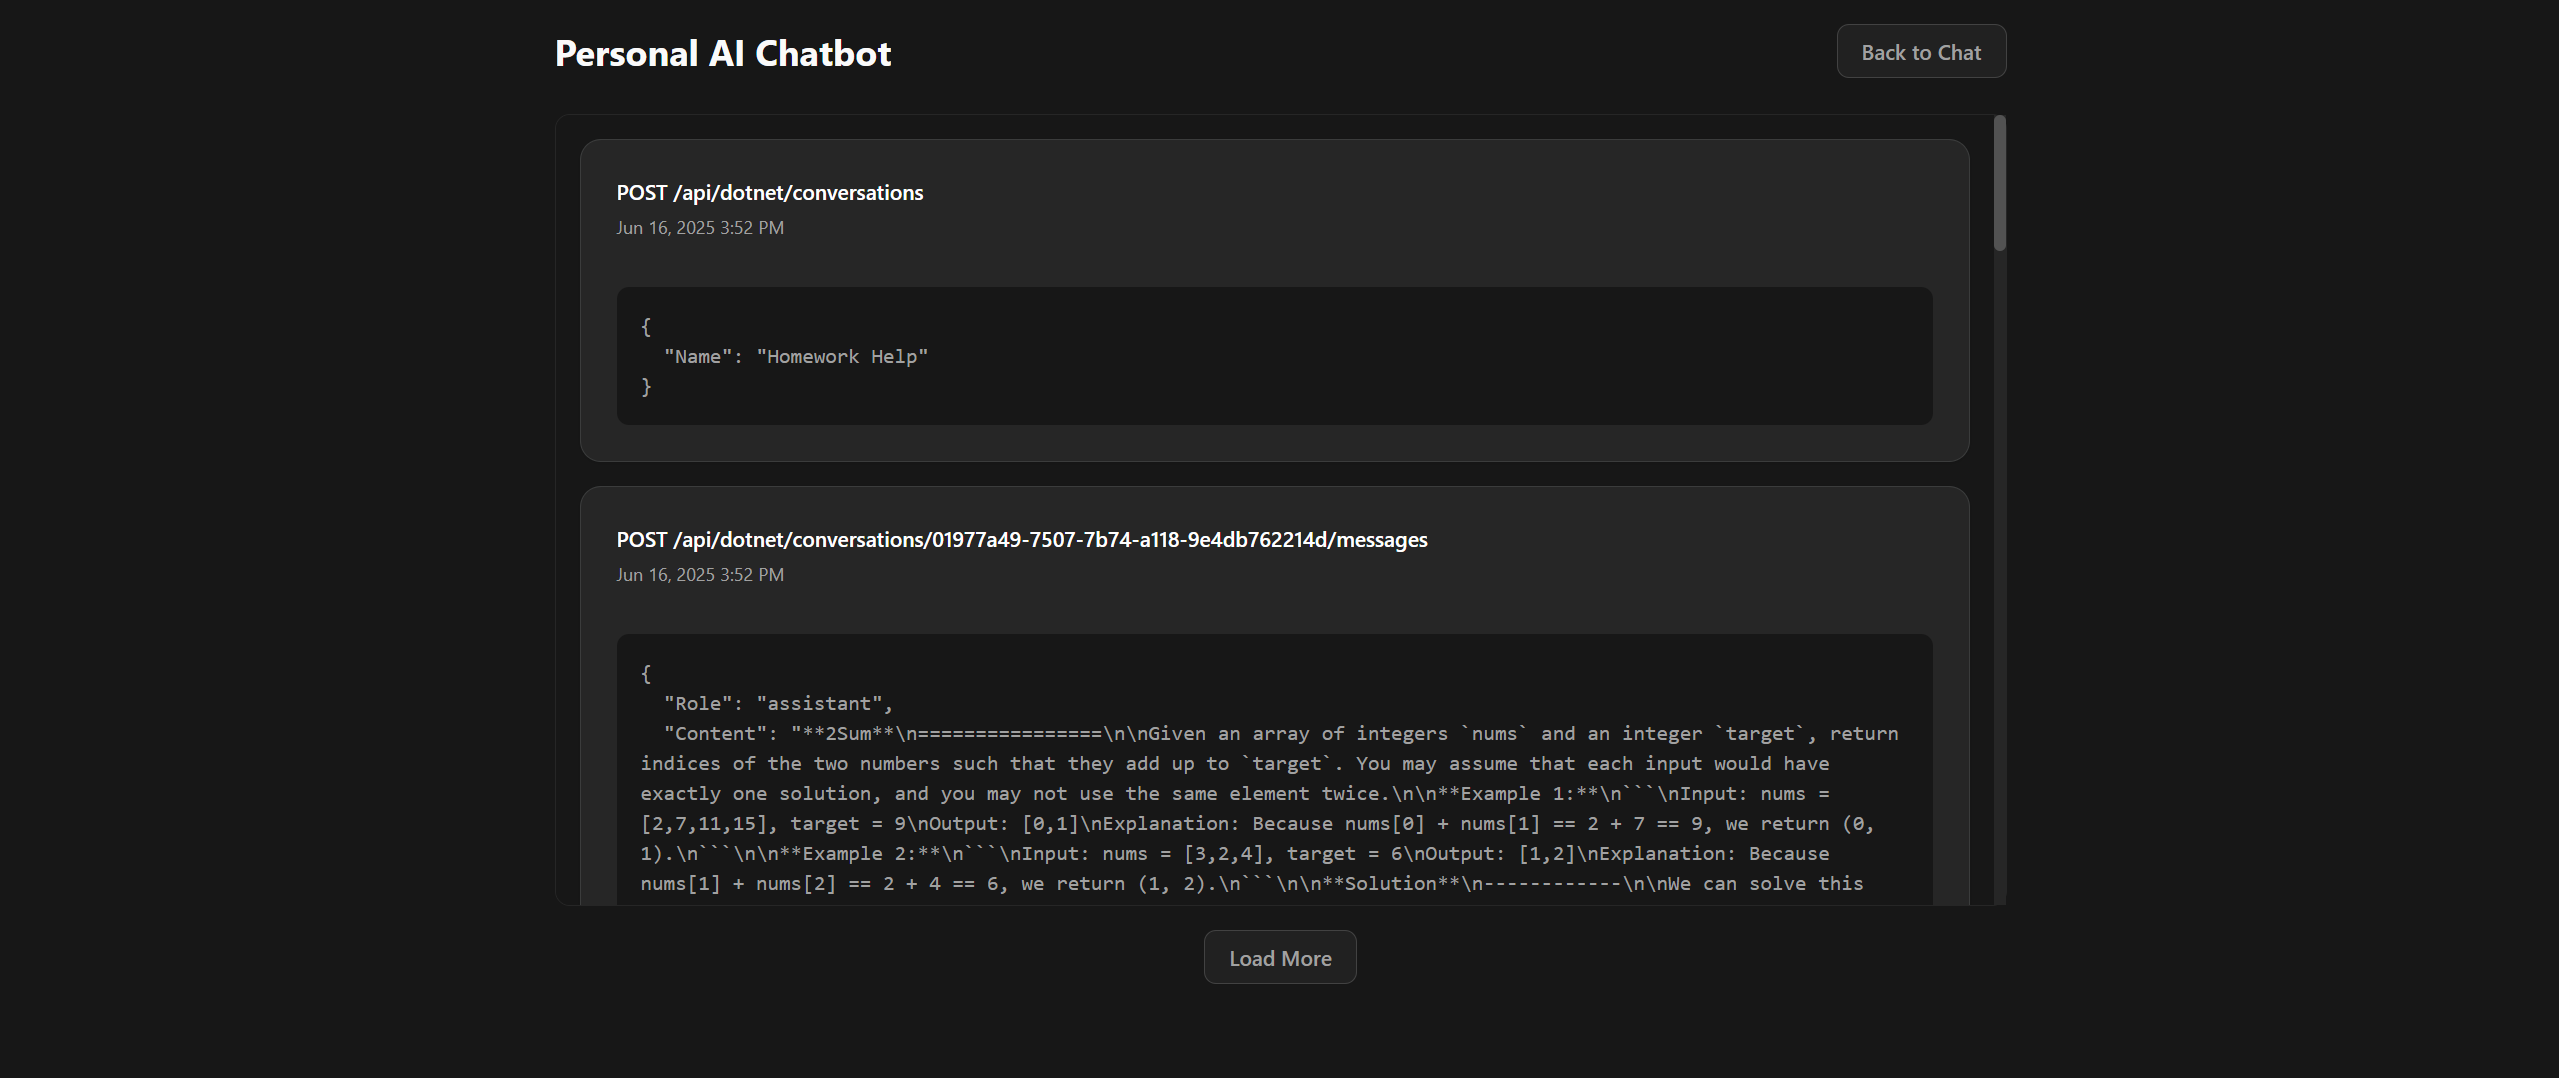 Personal AI Chatbot
Back to Chat
POST /api/dotnet/conversations
Jun 16, 2025 3:52 PM
{
  "Name": "Homework Help"
}
POST /api/dotnet/conversations/01977a49-7507-7b74-a118-9e4db762214d/messages
Jun 16, 2025 3:52 PM
{
  "Role": "assistant",
  "Content": "**2Sum**\n================\n\nGiven an array of integers `nums` and an integer `target`, return
indices of the two numbers such that they add up to `target`. You may assume that each input would have
exactly one solution, and you may not use the same element twice.\n\n**Example 1:**\n```\nInput: nums =
[2,7,11,15], target = 9\nOutput: [0,1]\nExplanation: Because nums[0] + nums[1] == 2 + 7 == 9, we return (0,
1).\n```\n\n**Example 2:**\n```\nInput: nums = [3,2,4], target = 6\nOutput: [1,2]\nExplanation: Because
nums[1] + nums[2] == 2 + 4 == 6, we return (1, 2).\n```\n\n**Solution**\n------------\n\nWe can solve this
Load More